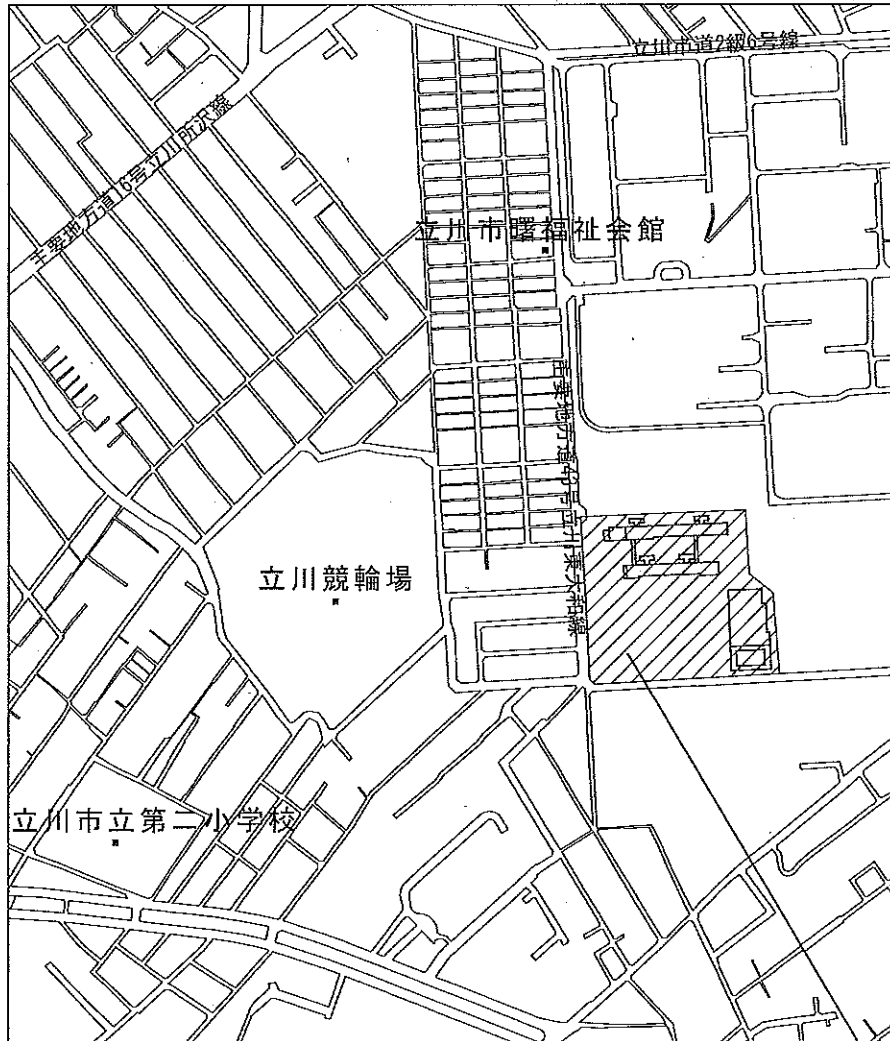 立川市道2級6号線
主要地方道16号立川所沢線
立川市曙福祉会館
主要地方道43号立川東大和線
立川競輪場
立川市立第二小学校